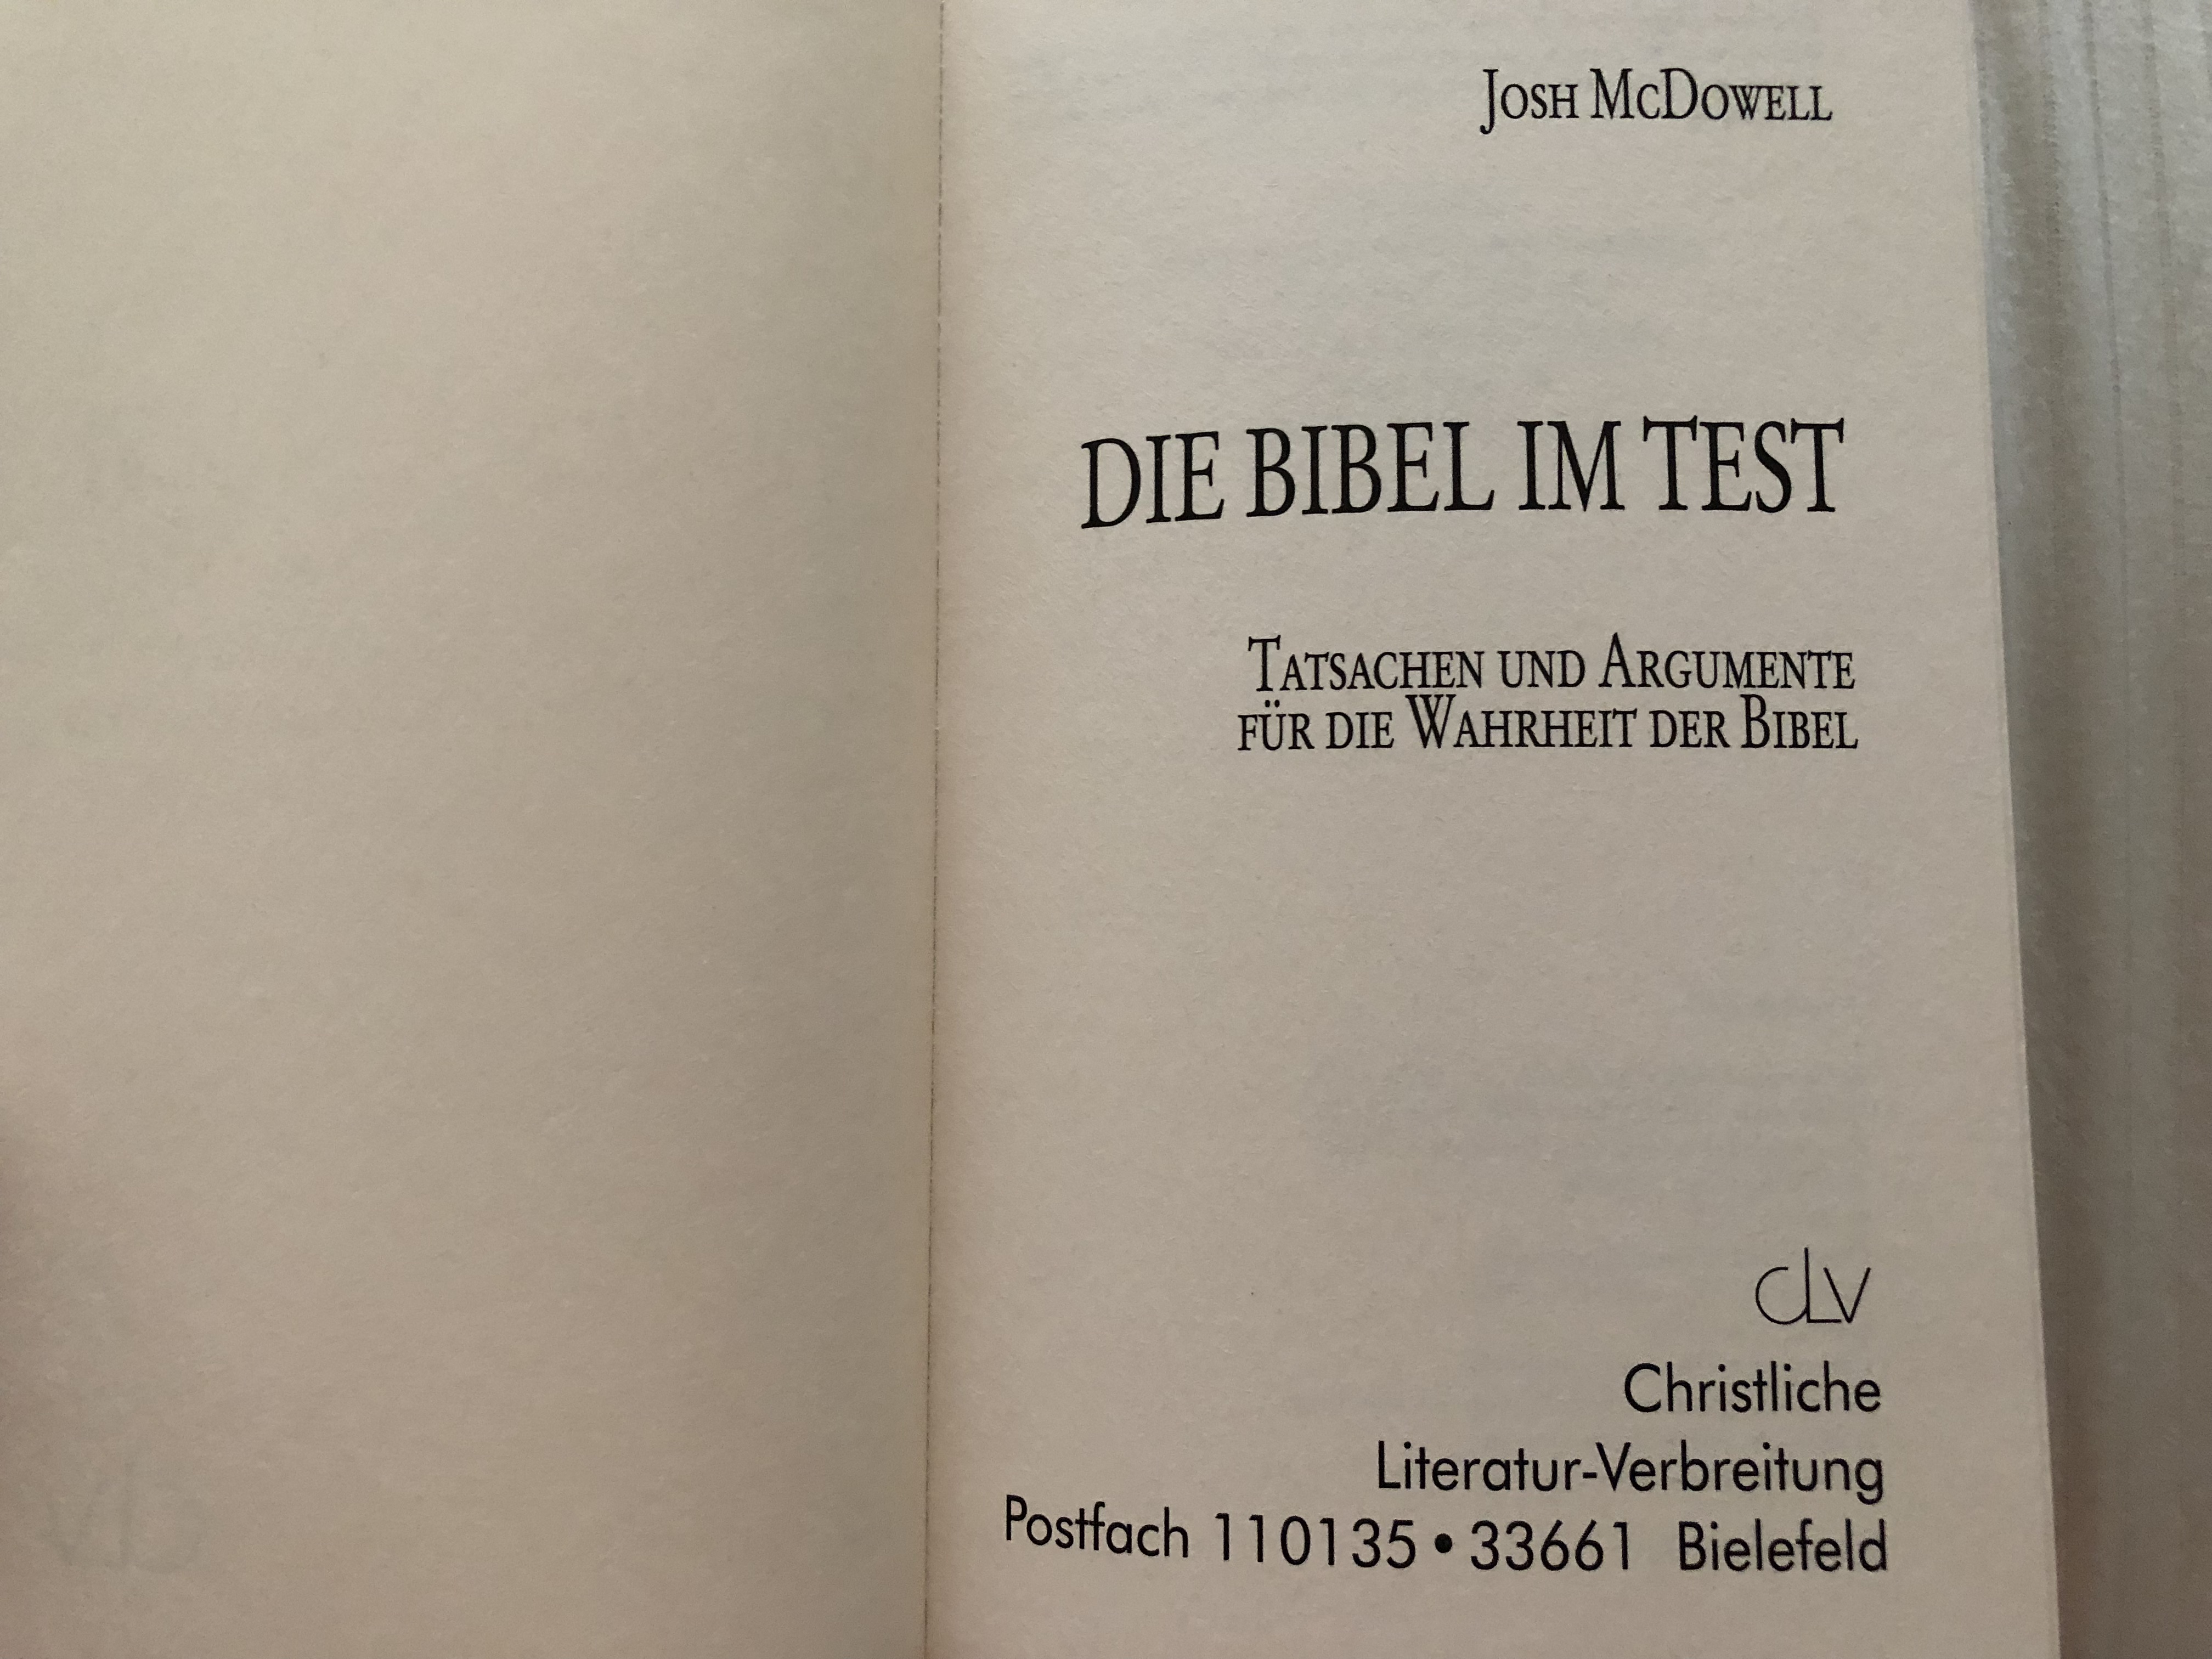 Josh McDowell
DIE BIBEL IM TEST
Tatsachen und Argumente
für die Wahrheit der Bibel
clv
Christliche
Literatur-Verbreitung
Postfach 110135 • 33661 Bielefeld